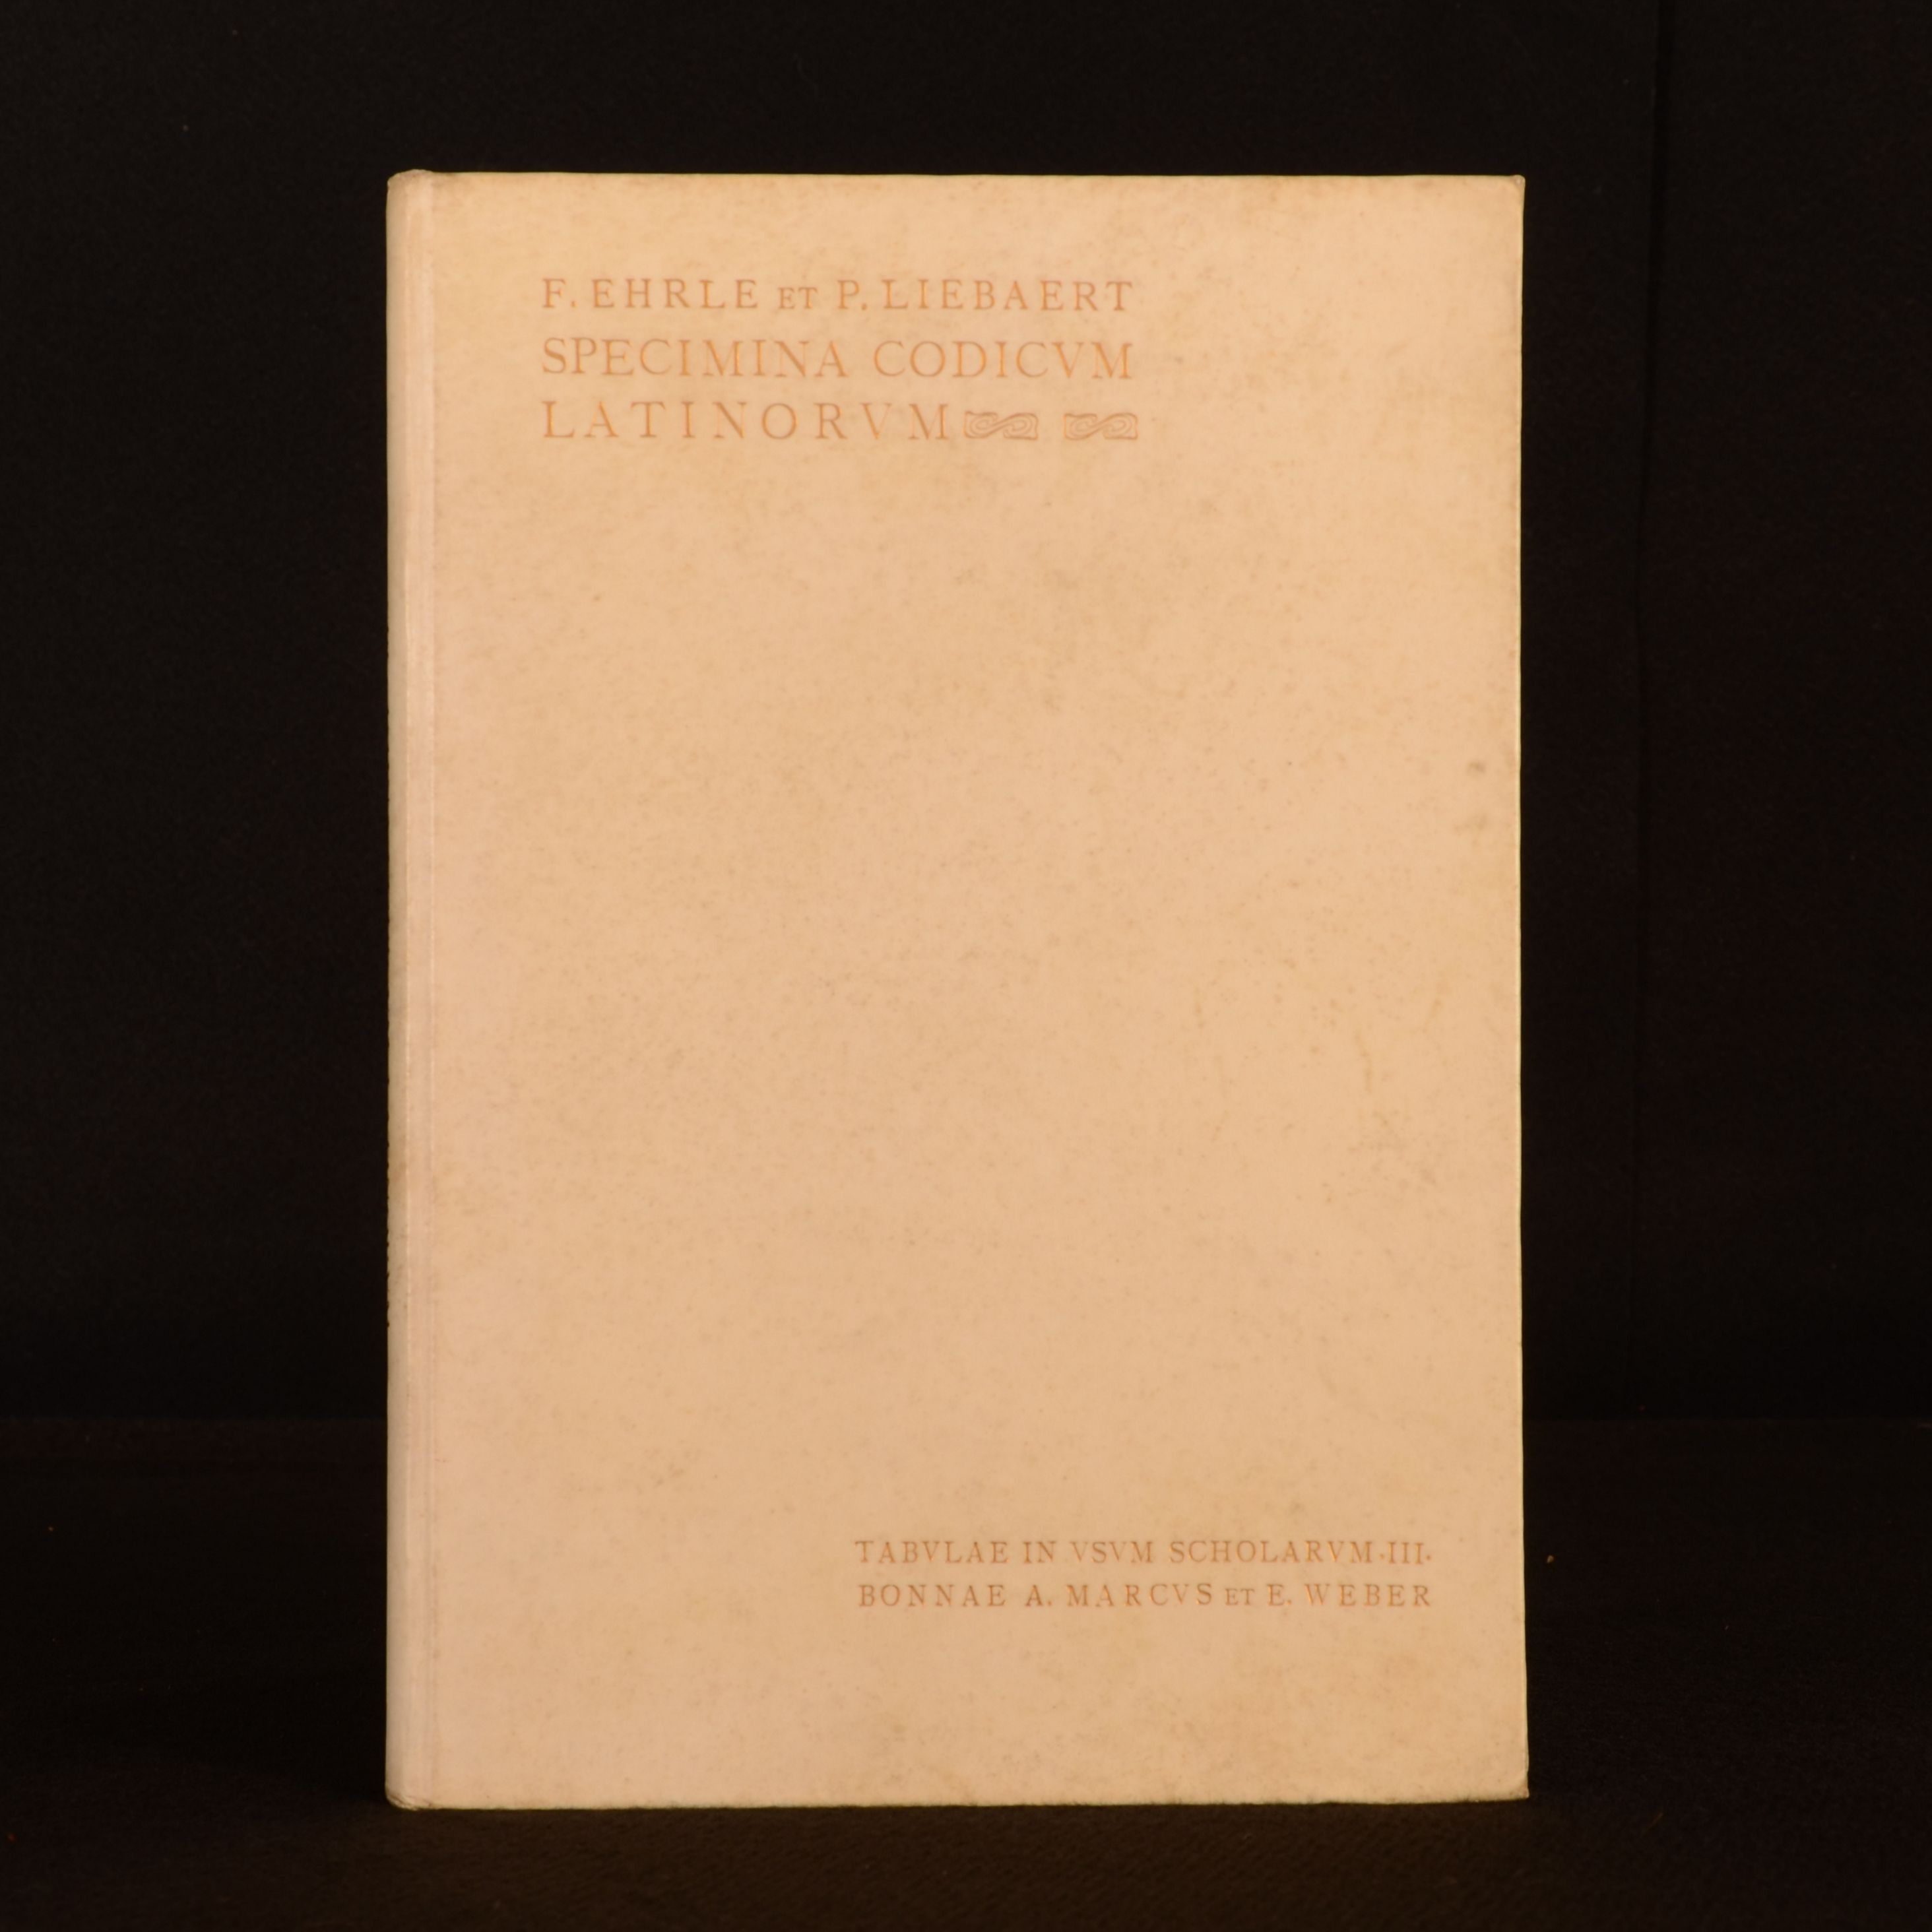 F. EHRLE ET P. LIEBAERT
SPECIMINA CODICVM
LATINORVM
TABVLAE IN VSVM SCHOLARVM·III·
BONNAE A. MARCVS ET E. WEBER